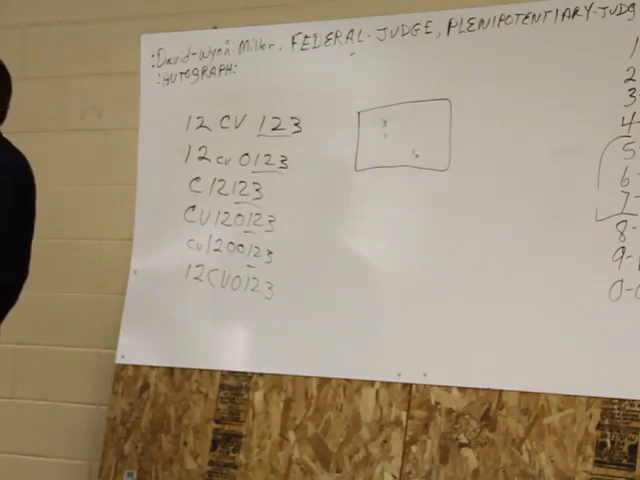 :David-Wynn: Miller, FEDERAL-JUDGE, PLENIPOTENTIARY-JUDG
:AUTOGRAPH:
12 CV 123
12 CV 0123
C12123
CV120123
CV1200123
12CV0123
1
2
3-
4-
5-
6-
7-
8-
9-
0-